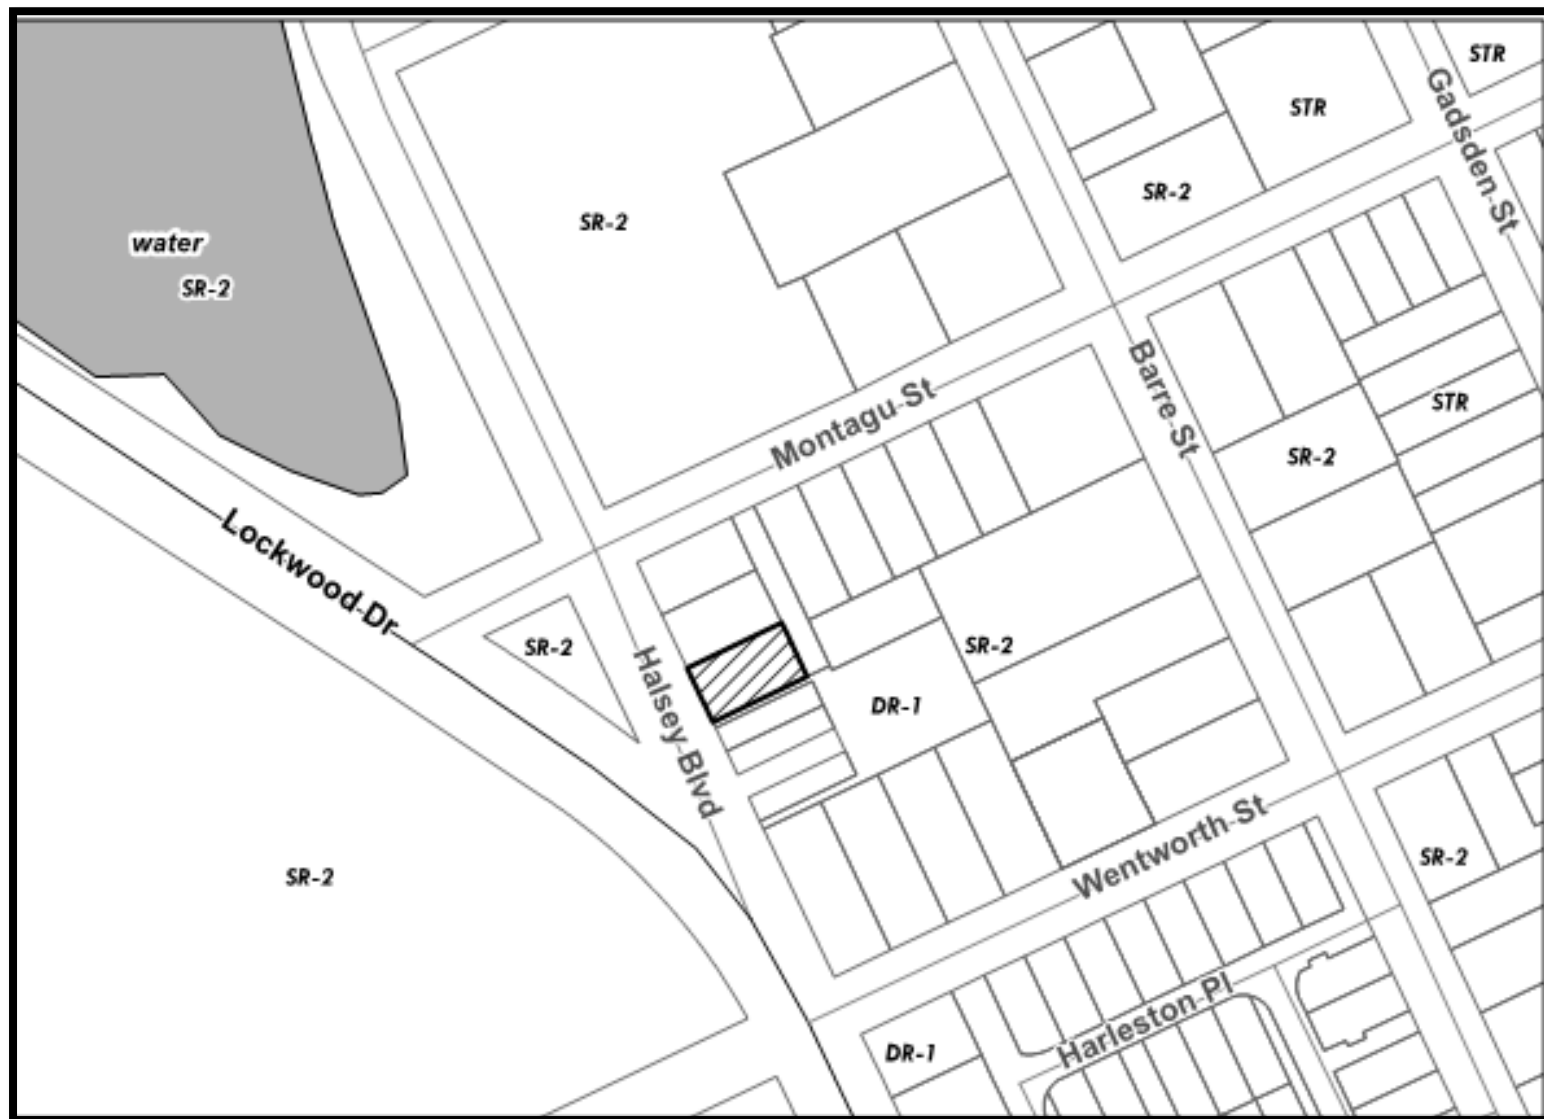 STR
STR
Gadsden St
SR-2
SR-2
water
SR-2
Barre St
Montagu St
STR
SR-2
Lockwood Dr
SR-2
Halsey Blvd
SR-2
DR-1
Wentworth St
SR-2
SR-2
Harleston Pl
DR-1